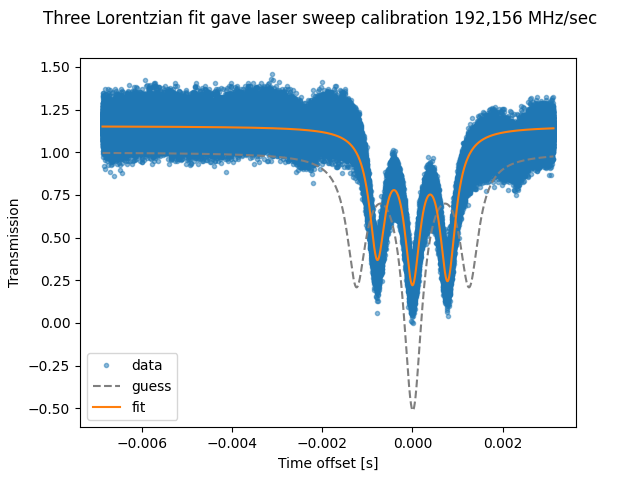 Three Lorentzian fit gave laser sweep calibration 192,156 MHz/sec
1.50
1.25
1.00
0.75
0.50
0.25
0.00
−0.25
−0.50
Transmission
data
guess
fit
−0.006
−0.004
−0.002
0.000
0.002
Time offset [s]